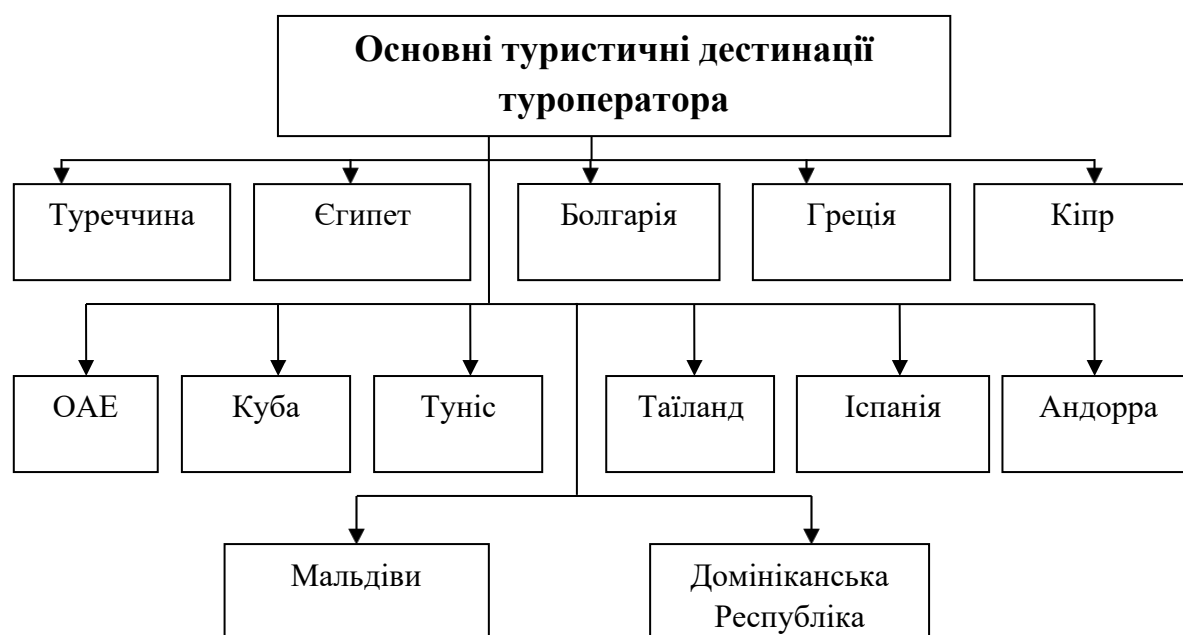 Основні туристичні дестинації
туроператора
Туреччина
Єгипет
Болгарія
Греція
Кіпр
ОАЕ
Куба
Туніс
Таїланд
Іспанія
Андорра
Мальдіви
Домініканська
Республіка